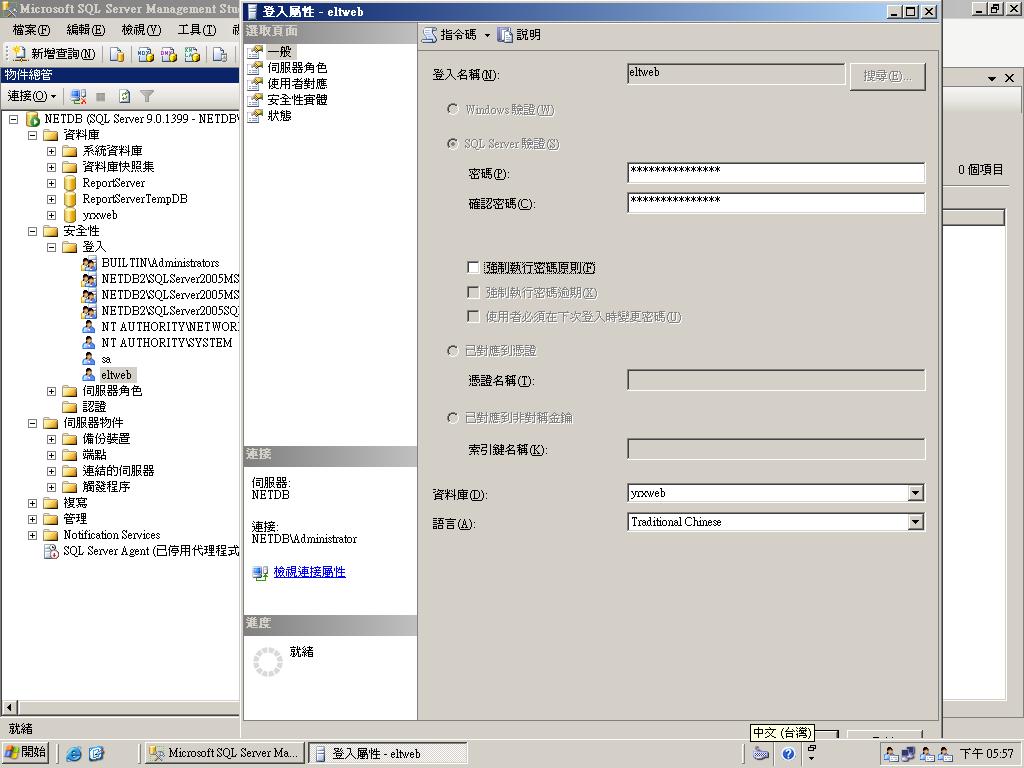 Microsoft SQL Server Management Stu
檔案(F) 編輯(E) 檢視(V) 工具(T)
新增查詢(N)
物件總管
連接(O)
NETDB (SQL Server 9.0.1399 - NETDB\
資料庫
系統資料庫
資料庫快照集
ReportServer
ReportServerTempDB
yrxweb
安全性
登入
BUILTIN\Administrators
NETDB2\SQLServer2005MS
NETDB2\SQLServer2005MS
NETDB2\SQLServer2005SQ
NT AUTHORITY\NETWOR
NT AUTHORITY\SYSTEM
sa
eltweb
伺服器角色
認證
伺服器物件
備份裝置
端點
連結的伺服器
觸發程序
複寫
管理
Notification Services
SQL Server Agent (已停用代理程式
就緒
登入屬性 - eltweb
選取頁面
一般
伺服器角色
使用者對應
安全性實體
狀態
連接
伺服器:
NETDB
連接:
NETDB\Administrator
檢視連接屬性
進度
就緒
指令碼 說明
登入名稱(N): eltweb 搜尋(E)...
Windows 驗證(W)
SQL Server 驗證(S)
密碼(P): ***************
確認密碼(C): ***************
強制執行密碼原則(F)
強制執行密碼逾期(X)
使用者必須在下次登入時變更密碼(U)
已對應到憑證
憑證名稱(T):
已對應到非對稱金鑰
索引鍵名稱(K):
資料庫(D): yrxweb
語言(A): Traditional Chinese
0 個項目
中文 (台灣)
開始 Microsoft SQL Server Ma... 登入屬性 - eltweb 下午 05:57